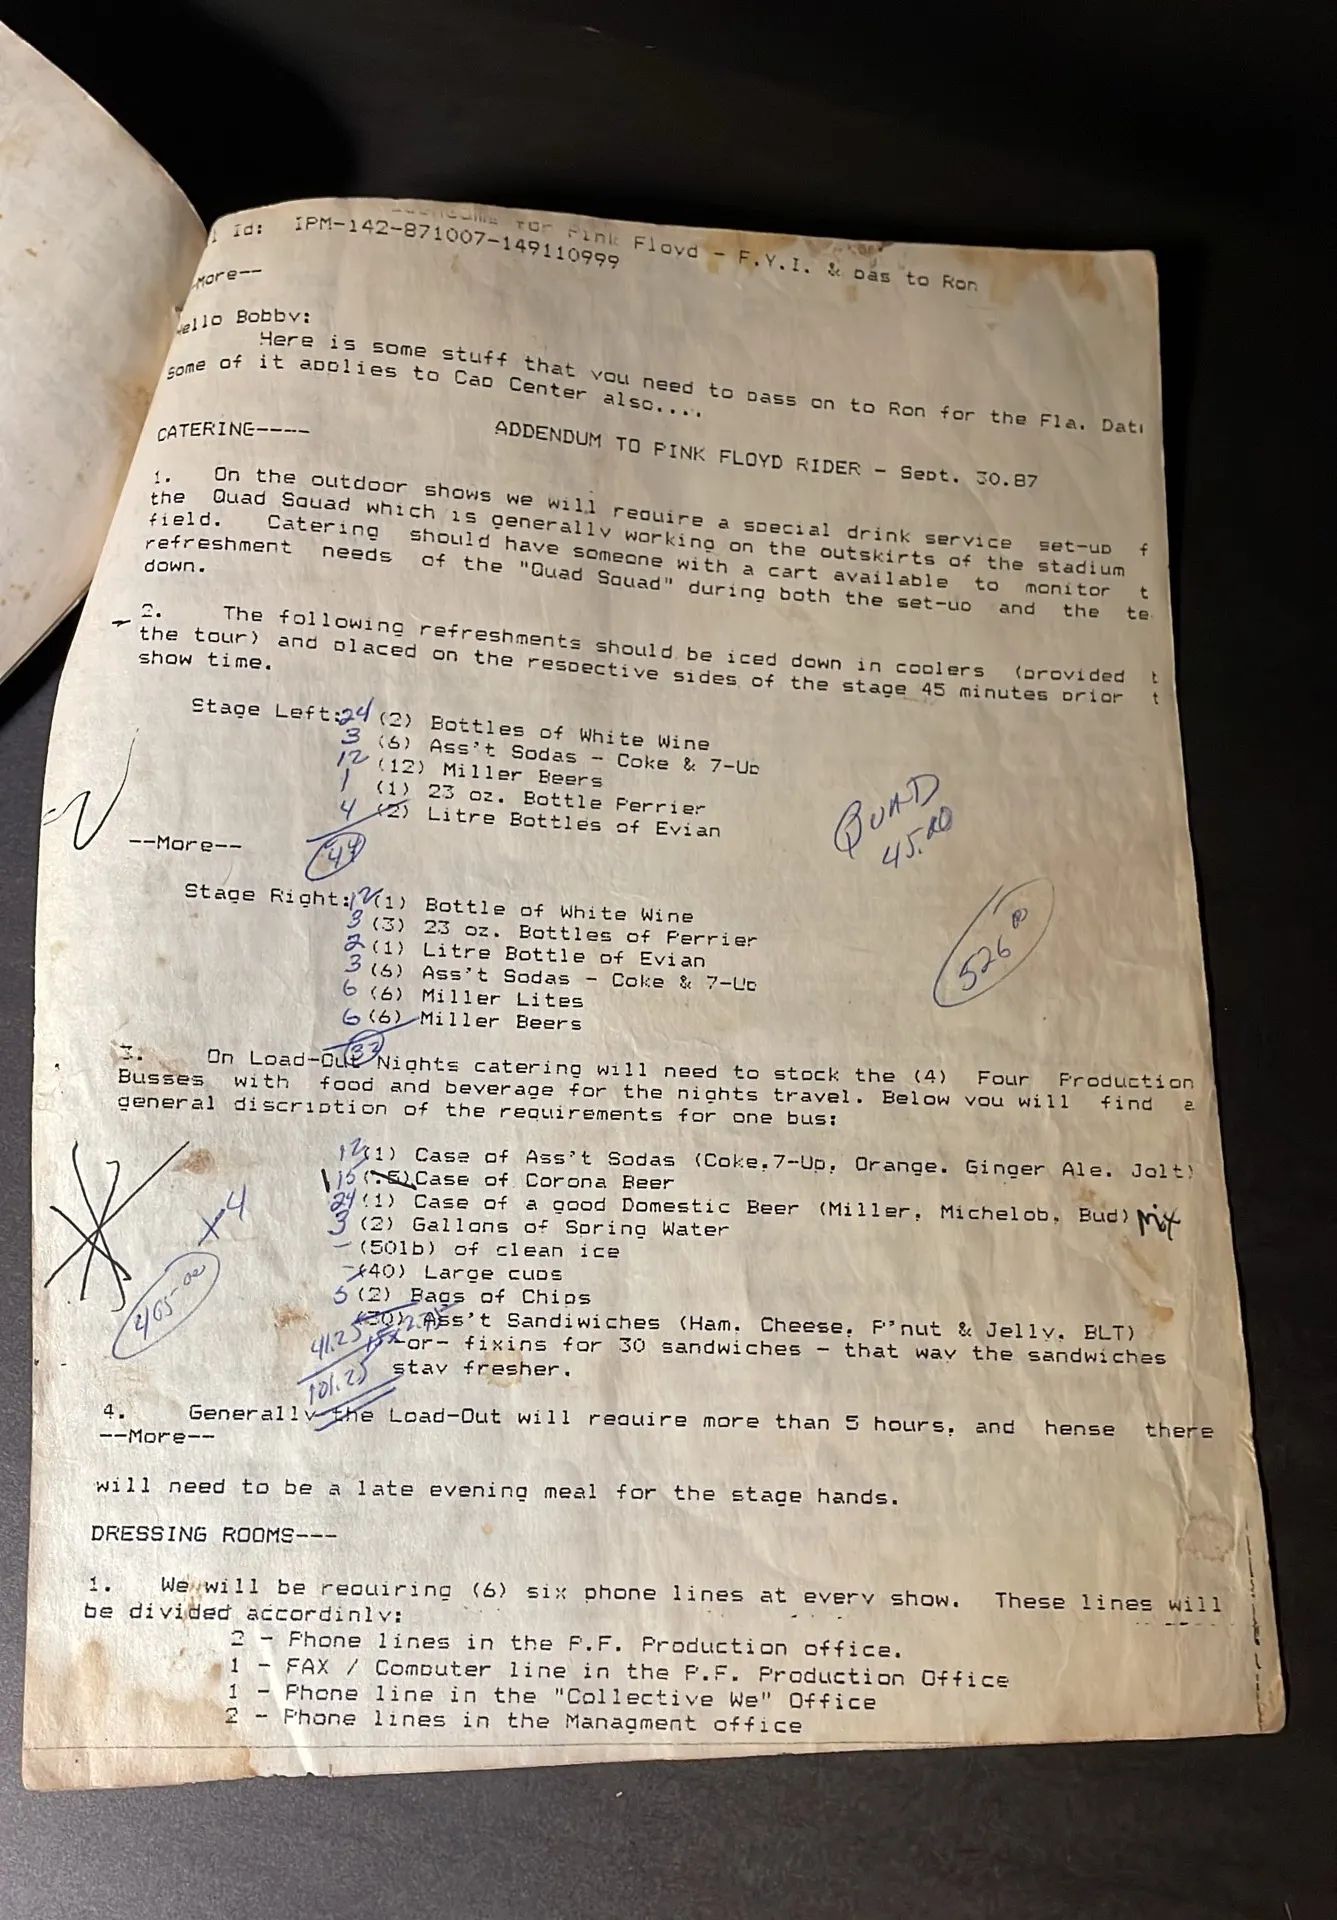 for Pink Floyd - F.Y.I. & pas to Ron
Id: IPM-142-871007-149110999
--More--
Hello Bobby:
Here is some stuff that you need to pass on to Ron for the Fla. Dat
some of it applies to Cap Center also....
CATERING----
ADDENDUM TO PINK FLOYD RIDER - Sept. 30.87
1. On the outdoor shows we will require a special drink service set-up f
the Quad Squad which is generally working on the outskirts of the stadium
field. Catering should have someone with a cart available to monitor t
refreshment needs of the "Quad Squad" during both the set-up and the te
down.
2. The following refreshments should be iced down in coolers (provided t
the tour) and placed on the respective sides of the stage 45 minutes prior t
show time.
Stage Left: 24 (2) Bottles of White Wine
3 (6) Ass't Sodas - Coke & 7-Up
12 (12) Miller Beers
1 (1) 23 oz. Bottle Perrier
4 (2) Litre Bottles of Evian
QUAD
45.00
--More--
44
Stage Right: 12 (1) Bottle of White Wine
3 (3) 23 oz. Bottles of Perrier
2 (1) Litre Bottle of Evian
3 (6) Ass't Sodas - Coke & 7-Up
6 (6) Miller Lites
6 (6) Miller Beers
526.00
32
3. On Load-Out Nights catering will need to stock the (4) Four Production
Busses with food and beverage for the nights travel. Below you will find a
general discription of the requirements for one bus:
12 (1) Case of Ass't Sodas (Coke,7-Up, Orange. Ginger Ale. Jolt)
15 (.5) Case of Corona Beer
24 (1) Case of a good Domestic Beer (Miller, Michelob, Bud) mix
3 (2) Gallons of Spring Water
- (50lb) of clean ice
- (40) Large cups
5 (2) Bags of Chips
(30) Ass't Sandiwiches (Ham. Cheese, P'nut & Jelly. BLT)
-or- fixins for 30 sandwiches - that way the sandwiches
stay fresher.
x4
405.00
41.25
101.25
4. Generally the Load-Out will require more than 5 hours, and hense there
--More--
will need to be a late evening meal for the stage hands.
DRESSING ROOMS---
1. We will be requiring (6) six phone lines at every show. These lines will
be divided accordinly:
2 - Phone lines in the P.F. Production office.
1 - FAX / Computer line in the P.F. Production Office
1 - Phone line in the "Collective We" Office
2 - Phone lines in the Managment office